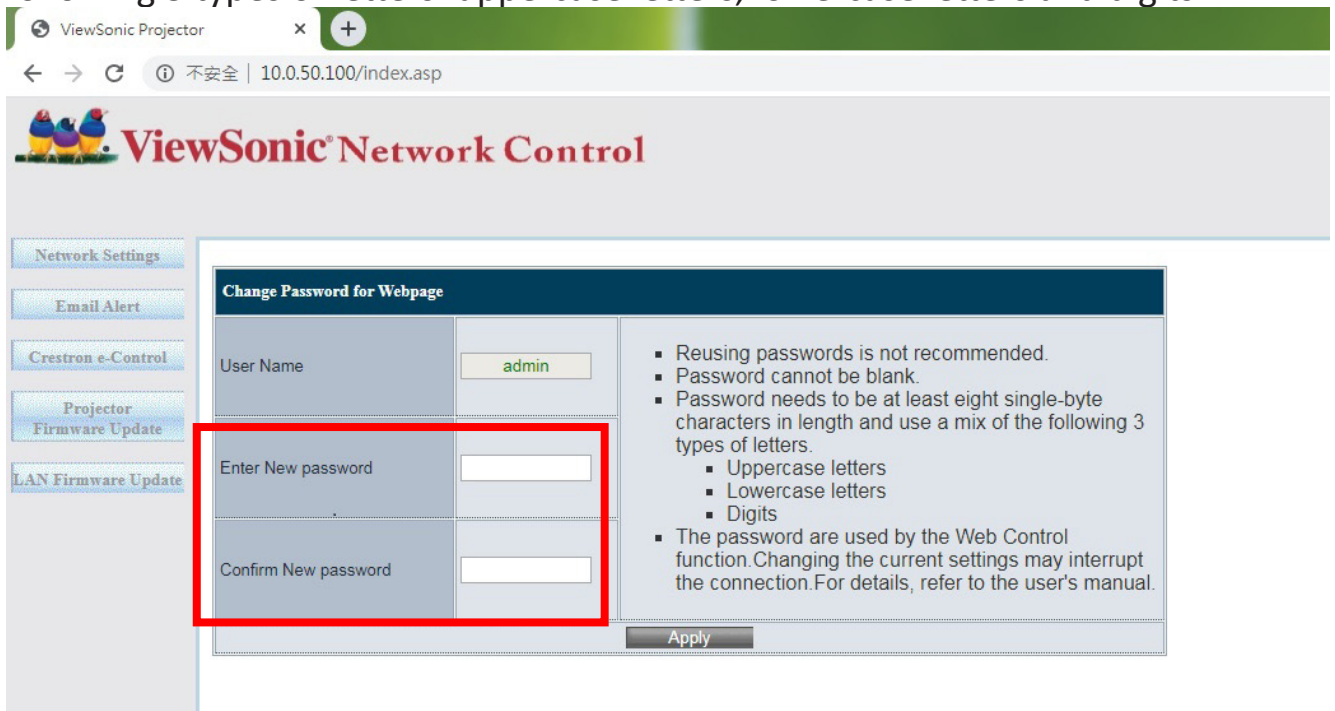 ViewSonic Projector
不安全 | 10.0.50.100/index.asp
ViewSonic® Network Control
Network Settings
Email Alert
Crestron e-Control
Projector
Firmware Update
LAN Firmware Update
Change Password for Webpage
User Name
admin
Enter New password
.
Confirm New password
Reusing passwords is not recommended.
Password cannot be blank.
Password needs to be at least eight single-byte
characters in length and use a mix of the following 3
types of letters.
Uppercase letters
Lowercase letters
Digits
The password are used by the Web Control
function.Changing the current settings may interrupt
the connection.For details, refer to the user's manual.
Apply